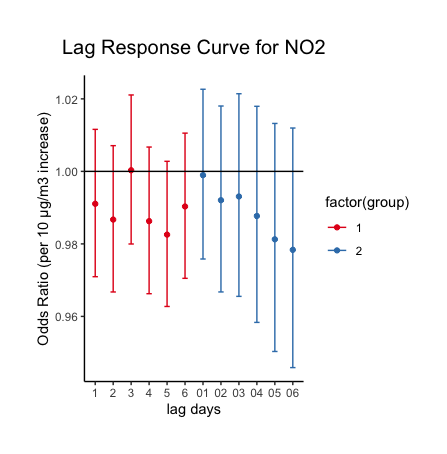 Lag Response Curve for NO2
Odds Ratio (per 10 µg/m3 increase)
1.02
1.00
0.98
0.96
1 2 3 4 5 6 01 02 03 04 05 06
lag days
factor(group)
1
2